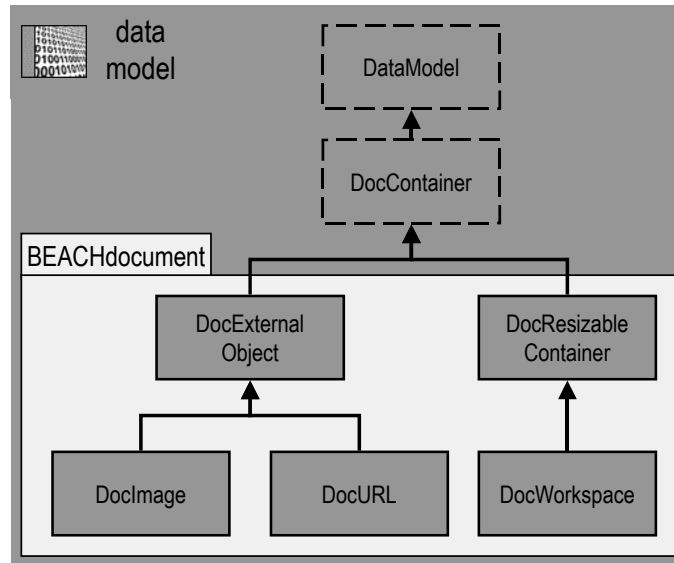 data
model
DataModel
DocContainer
BEACHdocument
DocExternal
Object
DocResizable
Container
DocImage
DocURL
DocWorkspace